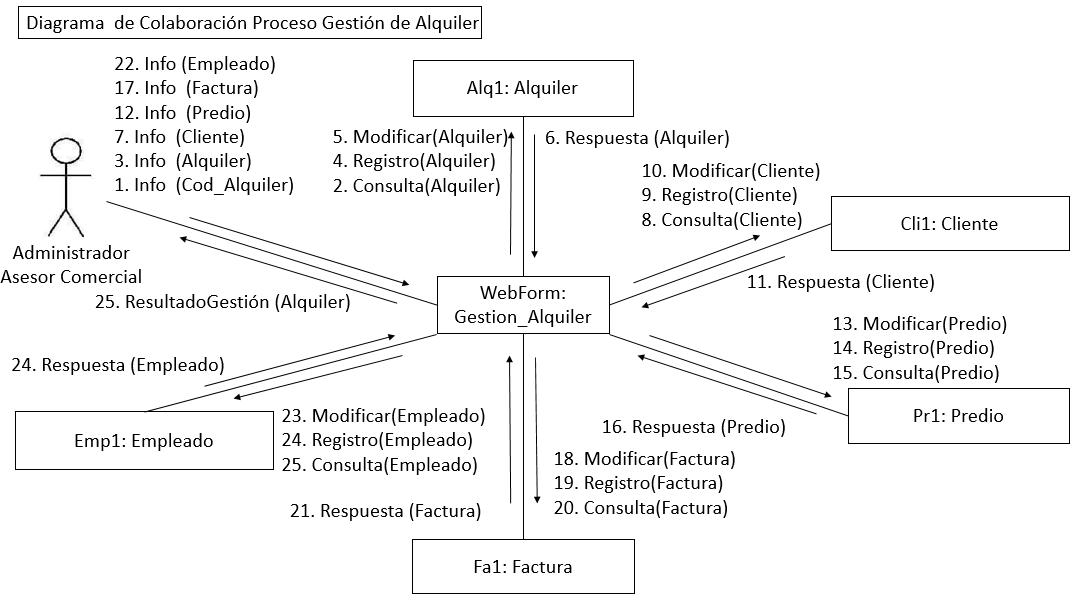 Diagrama de Colaboración Proceso Gestión de Alquiler
22. Info (Empleado)
17. Info (Factura)
12. Info (Predio)
7. Info (Cliente)
3. Info (Alquiler)
1. Info (Cod_Alquiler)
Administrador
Asesor Comercial
25. ResultadoGestión (Alquiler)
Alq1: Alquiler
5. Modificar(Alquiler)
4. Registro(Alquiler)
2. Consulta(Alquiler)
6. Respuesta (Alquiler)
10. Modificar(Cliente)
9. Registro(Cliente)
8. Consulta(Cliente)
Cli1: Cliente
11. Respuesta (Cliente)
WebForm:
Gestion_Alquiler
13. Modificar(Predio)
14. Registro(Predio)
15. Consulta(Predio)
Pr1: Predio
16. Respuesta (Predio)
24. Respuesta (Empleado)
Emp1: Empleado
23. Modificar(Empleado)
24. Registro(Empleado)
25. Consulta(Empleado)
18. Modificar(Factura)
19. Registro(Factura)
20. Consulta(Factura)
21. Respuesta (Factura)
Fa1: Factura